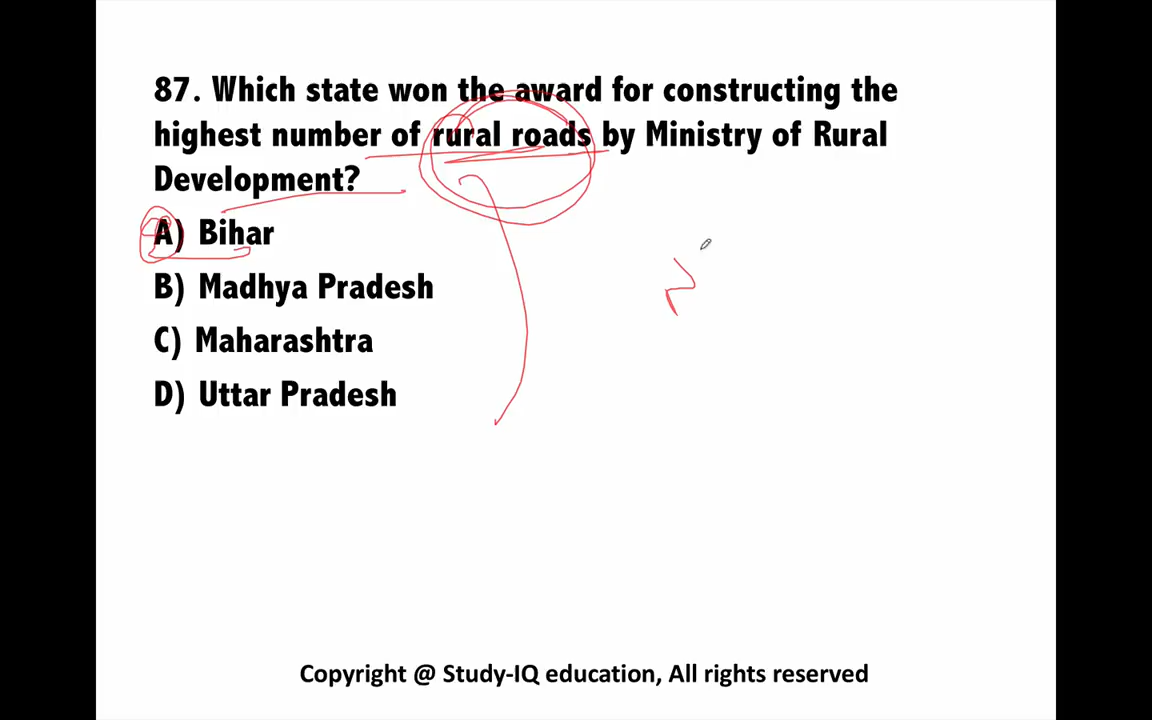 87. Which state won the award for constructing the
highest number of rural roads by Ministry of Rural
Development?
A) Bihar
B) Madhya Pradesh
C) Maharashtra
D) Uttar Pradesh
Copyright @ Study-IQ education, All rights reserved